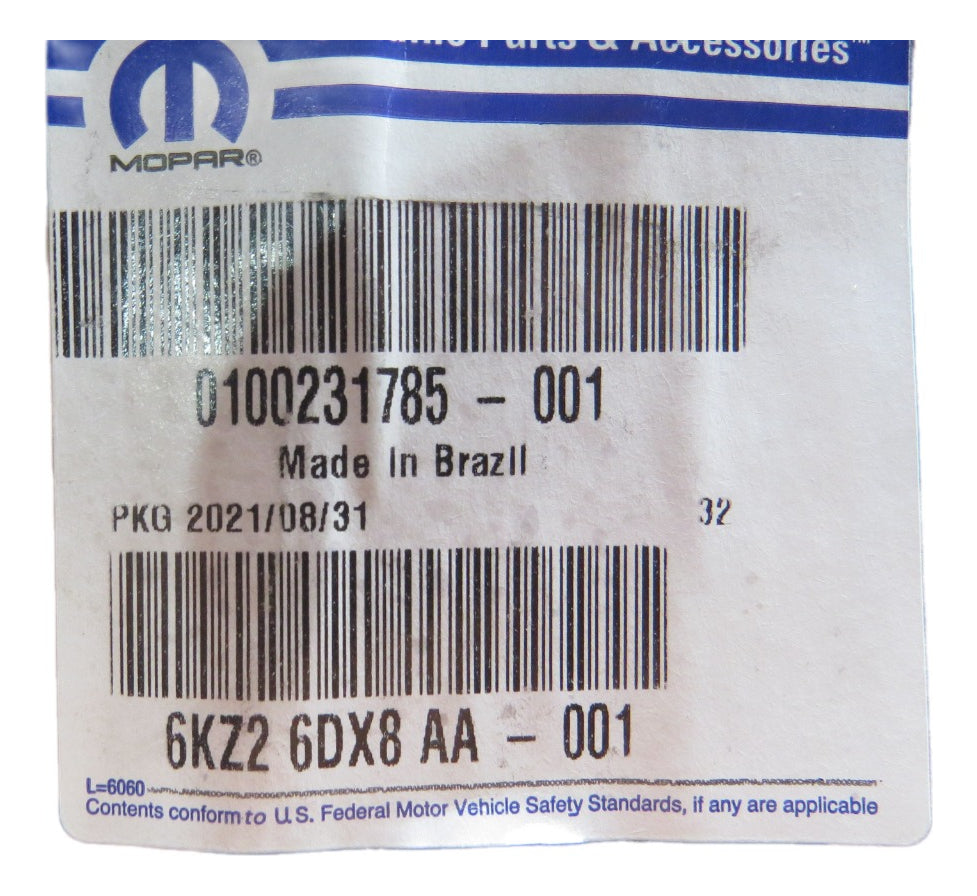 Parts & Accessories™
MOPAR®
0100231785 - 001
Made In Brazil
PKG 2021/08/31 32
6KZ2 6DX8 AA - 001
L=6060
Contents conform to U.S. Federal Motor Vehicle Safety Standards, if any are applicable